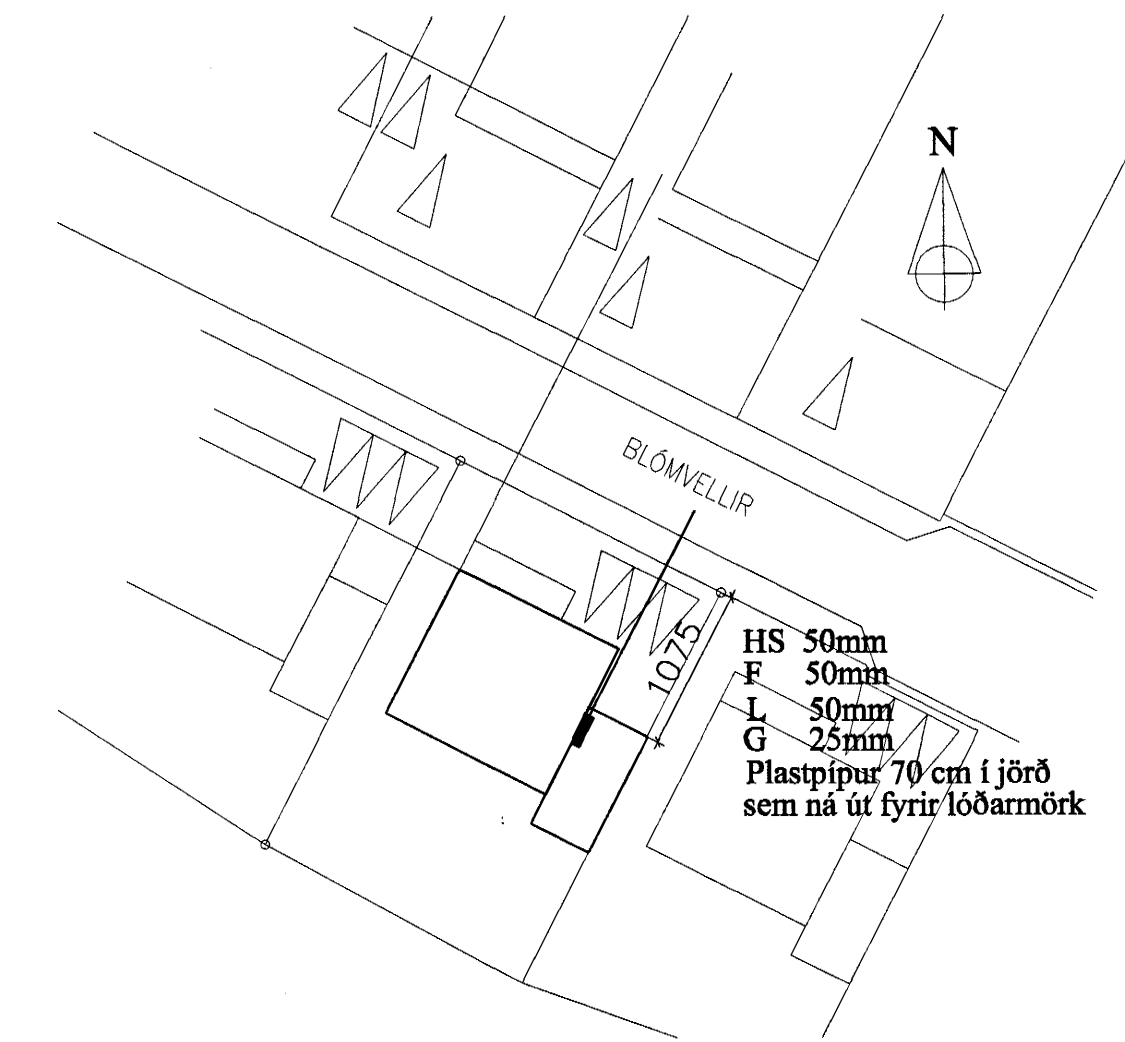 N
BLÓMVELLIR
1075
HS 50mm
F 50mm
L 50mm
G 25mm
Plastpípur 70 cm í jörð
sem ná út fyrir lóðarmörk